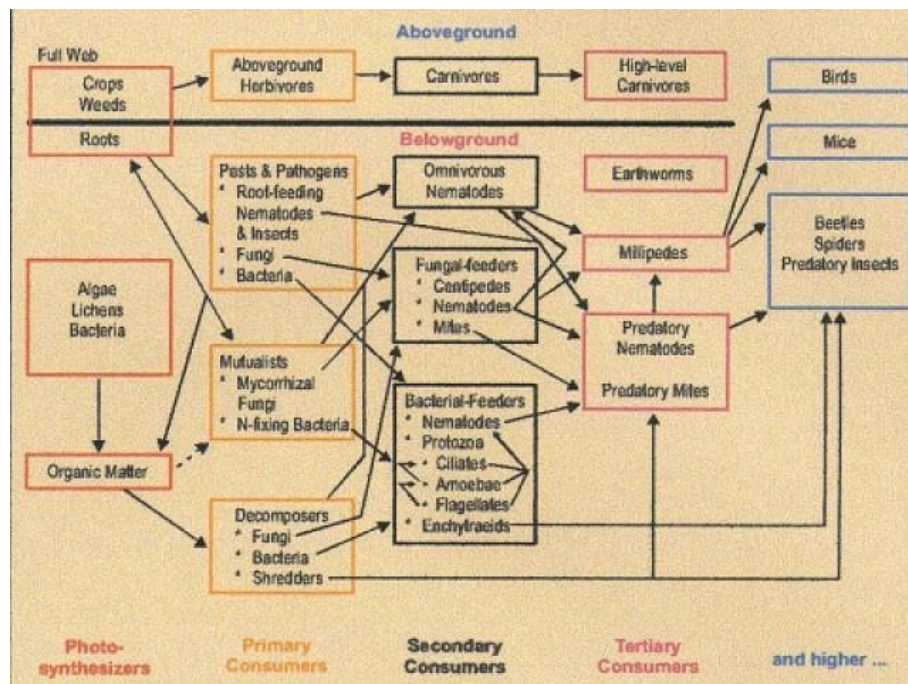 Aboveground
Full Web
Crops
Weeds
Roots
Aboveground
Herbivores
Carnivores
High-level
Carnivores
Birds
Belowground
Mice
Pests & Pathogens
* Root-feeding
Nematodes
& Insects
* Fungi
* Bacteria
Omnivorous
Nematodes
Earthworms
Beetles
Spiders
Predatory Insects
Millipedes
Fungal-feeders
* Centipedes
* Nematodes
* Mites
Algae
Lichens
Bacteria
Predatory
Nematodes
Predatory Mites
Mutualists
* Mycorrhizal
Fungi
* N-fixing Bacteria
Bacterial-Feeders
* Nematodes
* Protozoa
* Ciliates
* Amoebae
* Flagellates
* Enchytraeids
Organic Matter
Decomposers
* Fungi
* Bacteria
* Shredders
Photo-
synthesizers
Primary
Consumers
Secondary
Consumers
Tertiary
Consumers
and higher ...